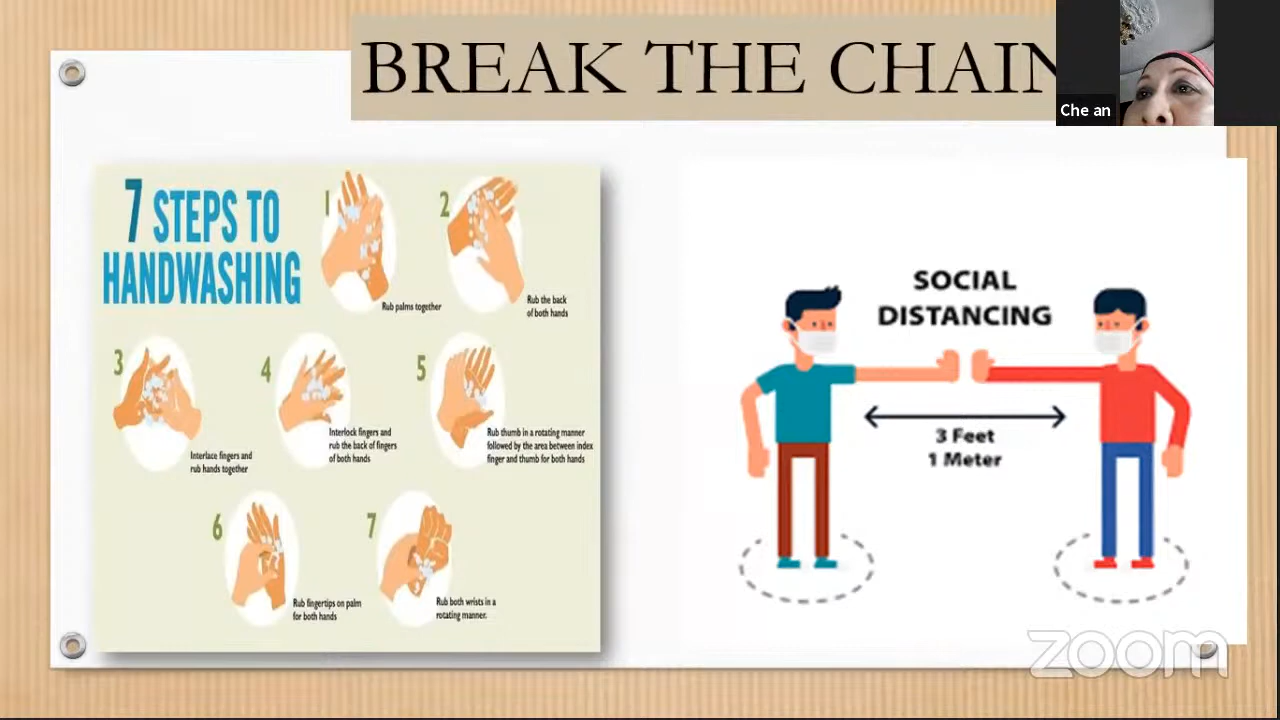 BREAK THE CHAIN
Che an
7 STEPS TO
HANDWASHING
1
Rub palms together
2
Rub the back
of both hands
3
Interlace fingers and
rub hands together
4
Interlock fingers and
rub the back of fingers
of both hands
5
Rub thumb in a rotating manner
followed by the area between index
finger and thumb for both hands
6
Rub fingertips on palm
for both hands
7
Rub both wrists in a
rotating manner.
SOCIAL
DISTANCING
3 Feet
1 Meter
zoom